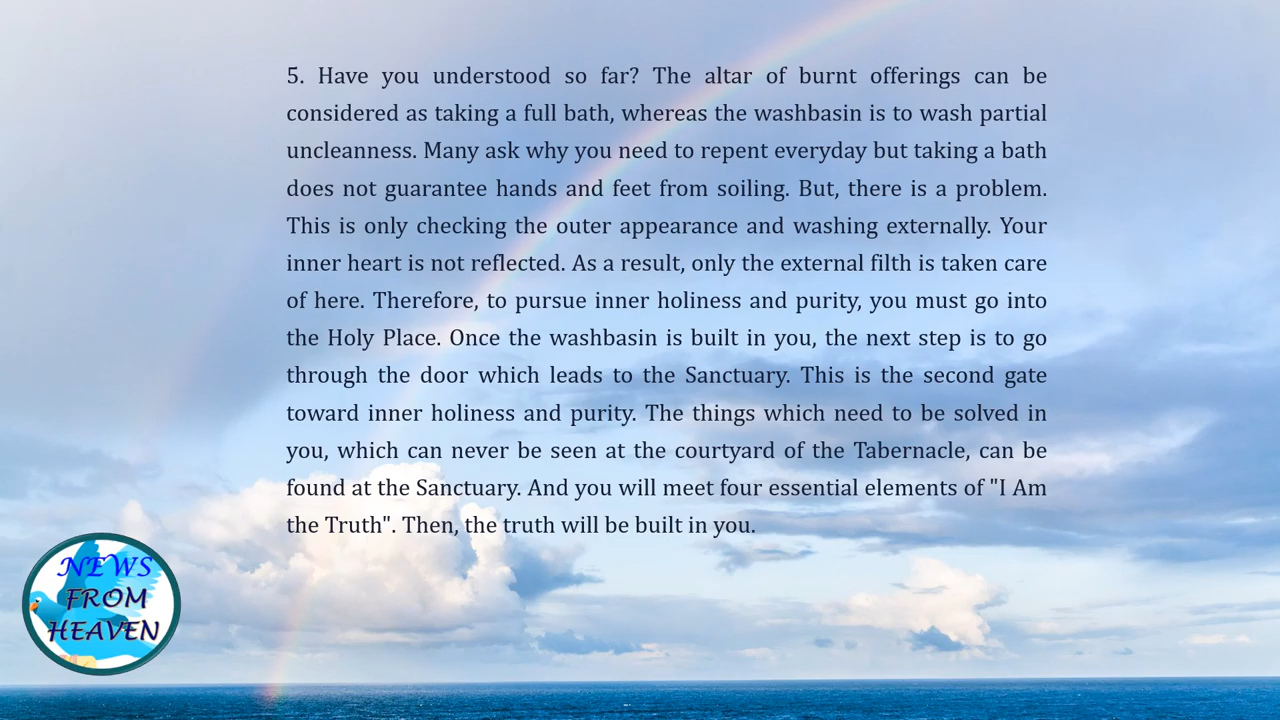 5. Have you understood so far? The altar of burnt offerings can be
considered as taking a full bath, whereas the washbasin is to wash partial
uncleanness. Many ask why you need to repent everyday but taking a bath
does not guarantee hands and feet from soiling. But, there is a problem.
This is only checking the outer appearance and washing externally. Your
inner heart is not reflected. As a result, only the external filth is taken care
of here. Therefore, to pursue inner holiness and purity, you must go into
the Holy Place. Once the washbasin is built in you, the next step is to go
through the door which leads to the Sanctuary. This is the second gate
toward inner holiness and purity. The things which need to be solved in
you, which can never be seen at the courtyard of the Tabernacle, can be
found at the Sanctuary. And you will meet four essential elements of "I Am
the Truth". Then, the truth will be built in you.
NEWS
FROM
HEAVEN